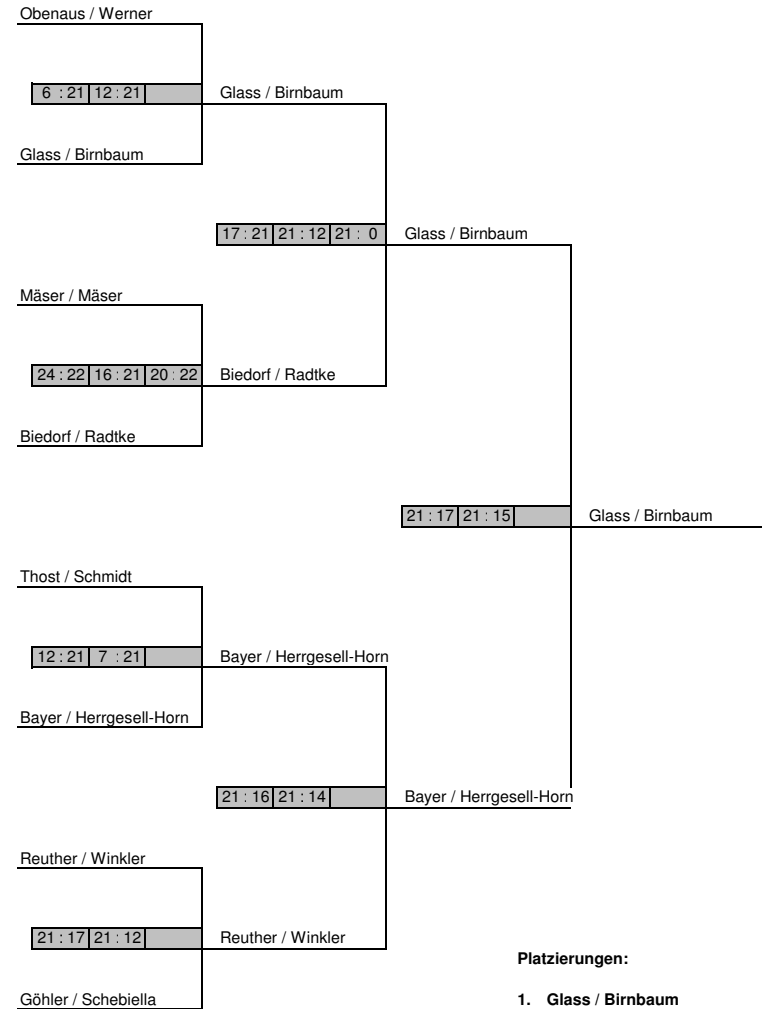 Obenaus / Werner
6 : 21 12 : 21 Glass / Birnbaum
Glass / Birnbaum
17 : 21 21 : 12 21 : 0 Glass / Birnbaum
Mäser / Mäser
24 : 22 16 : 21 20 : 22 Biedorf / Radtke
Biedorf / Radtke
21 : 17 21 : 15 Glass / Birnbaum
Thost / Schmidt
12 : 21 7 : 21 Bayer / Herrgesell-Horn
Bayer / Herrgesell-Horn
21 : 16 21 : 14 Bayer / Herrgesell-Horn
Reuther / Winkler
21 : 17 21 : 12 Reuther / Winkler
Platzierungen:
Göhler / Schebiella 1. Glass / Birnbaum